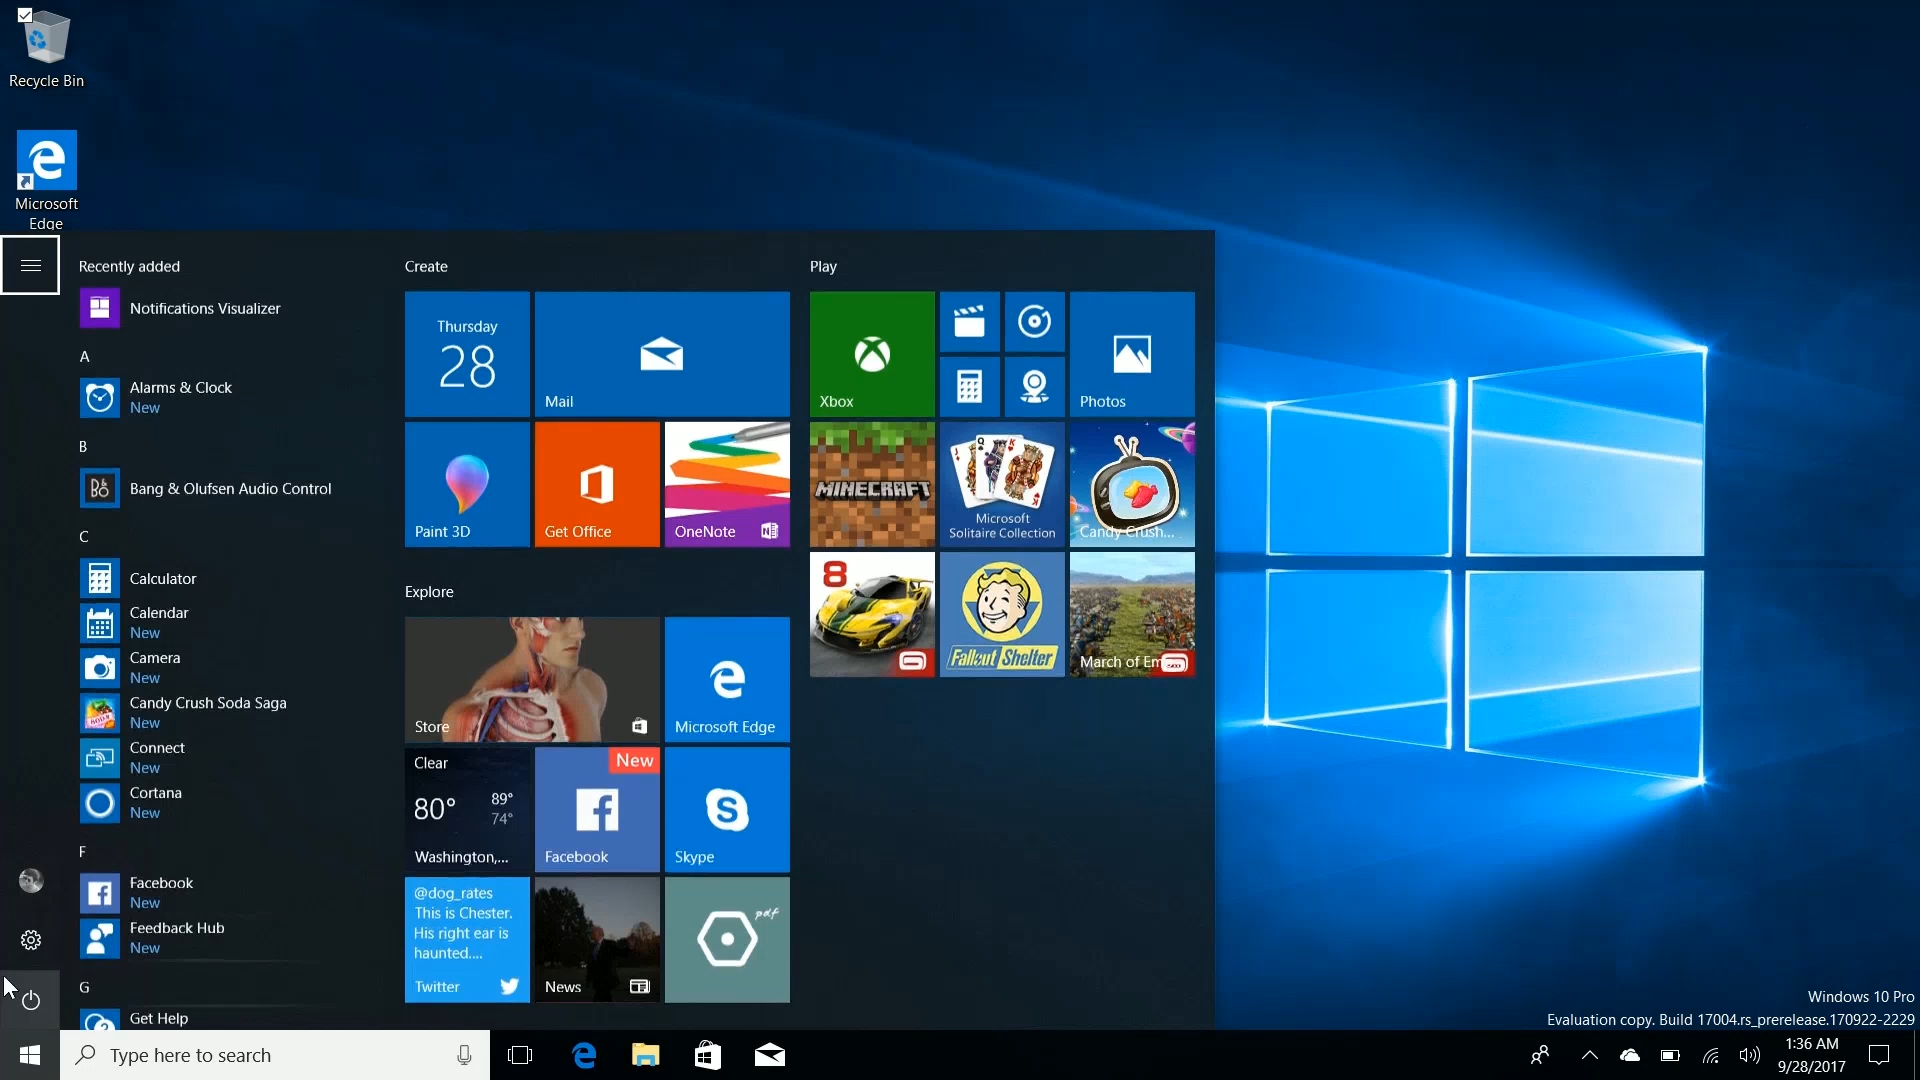 Recycle Bin
Microsoft
Edge
Recently added
Notifications Visualizer
A
Alarms & Clock
New
B
B&O
Bang & Olufsen Audio Control
C
Calculator
Calendar
New
Camera
New
Candy Crush Soda Saga
New
Connect
New
Cortana
New
F
Facebook
New
Feedback Hub
New
G
Get Help
Create
Thursday
28
Mail
Paint 3D
Get Office
OneNote
Explore
Store
Microsoft Edge
Clear
80°
89°
74°
Washington,...
New
Facebook
Skype
@dog_rates
This is Chester.
His right ear is
haunted....
Twitter
News
pdf
Play
Xbox
Photos
MINECRAFT
Microsoft
Solitaire Collection
Candy Crush...
8
Fallout Shelter
March of Em
Windows 10 Pro
Evaluation copy. Build 17004.rs_prerelease.170922-2229
Type here to search
1:36 AM
9/28/2017